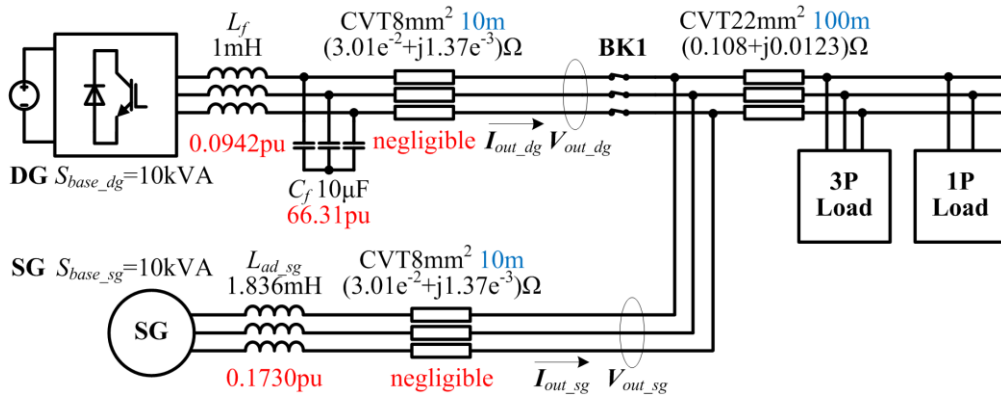 L_f
1mH
CVT8mm² 10m
(3.01e⁻²+j1.37e⁻³)Ω
BK1
CVT22mm² 100m
(0.108+j0.0123)Ω
0.0942pu
negligible
I_out_dg V_out_dg
DG S_base_dg=10kVA
C_f 10μF
66.31pu
3P
Load
1P
Load
SG S_base_sg=10kVA
L_ad_sg
1.836mH
CVT8mm² 10m
(3.01e⁻²+j1.37e⁻³)Ω
SG
0.1730pu
negligible
I_out_sg V_out_sg